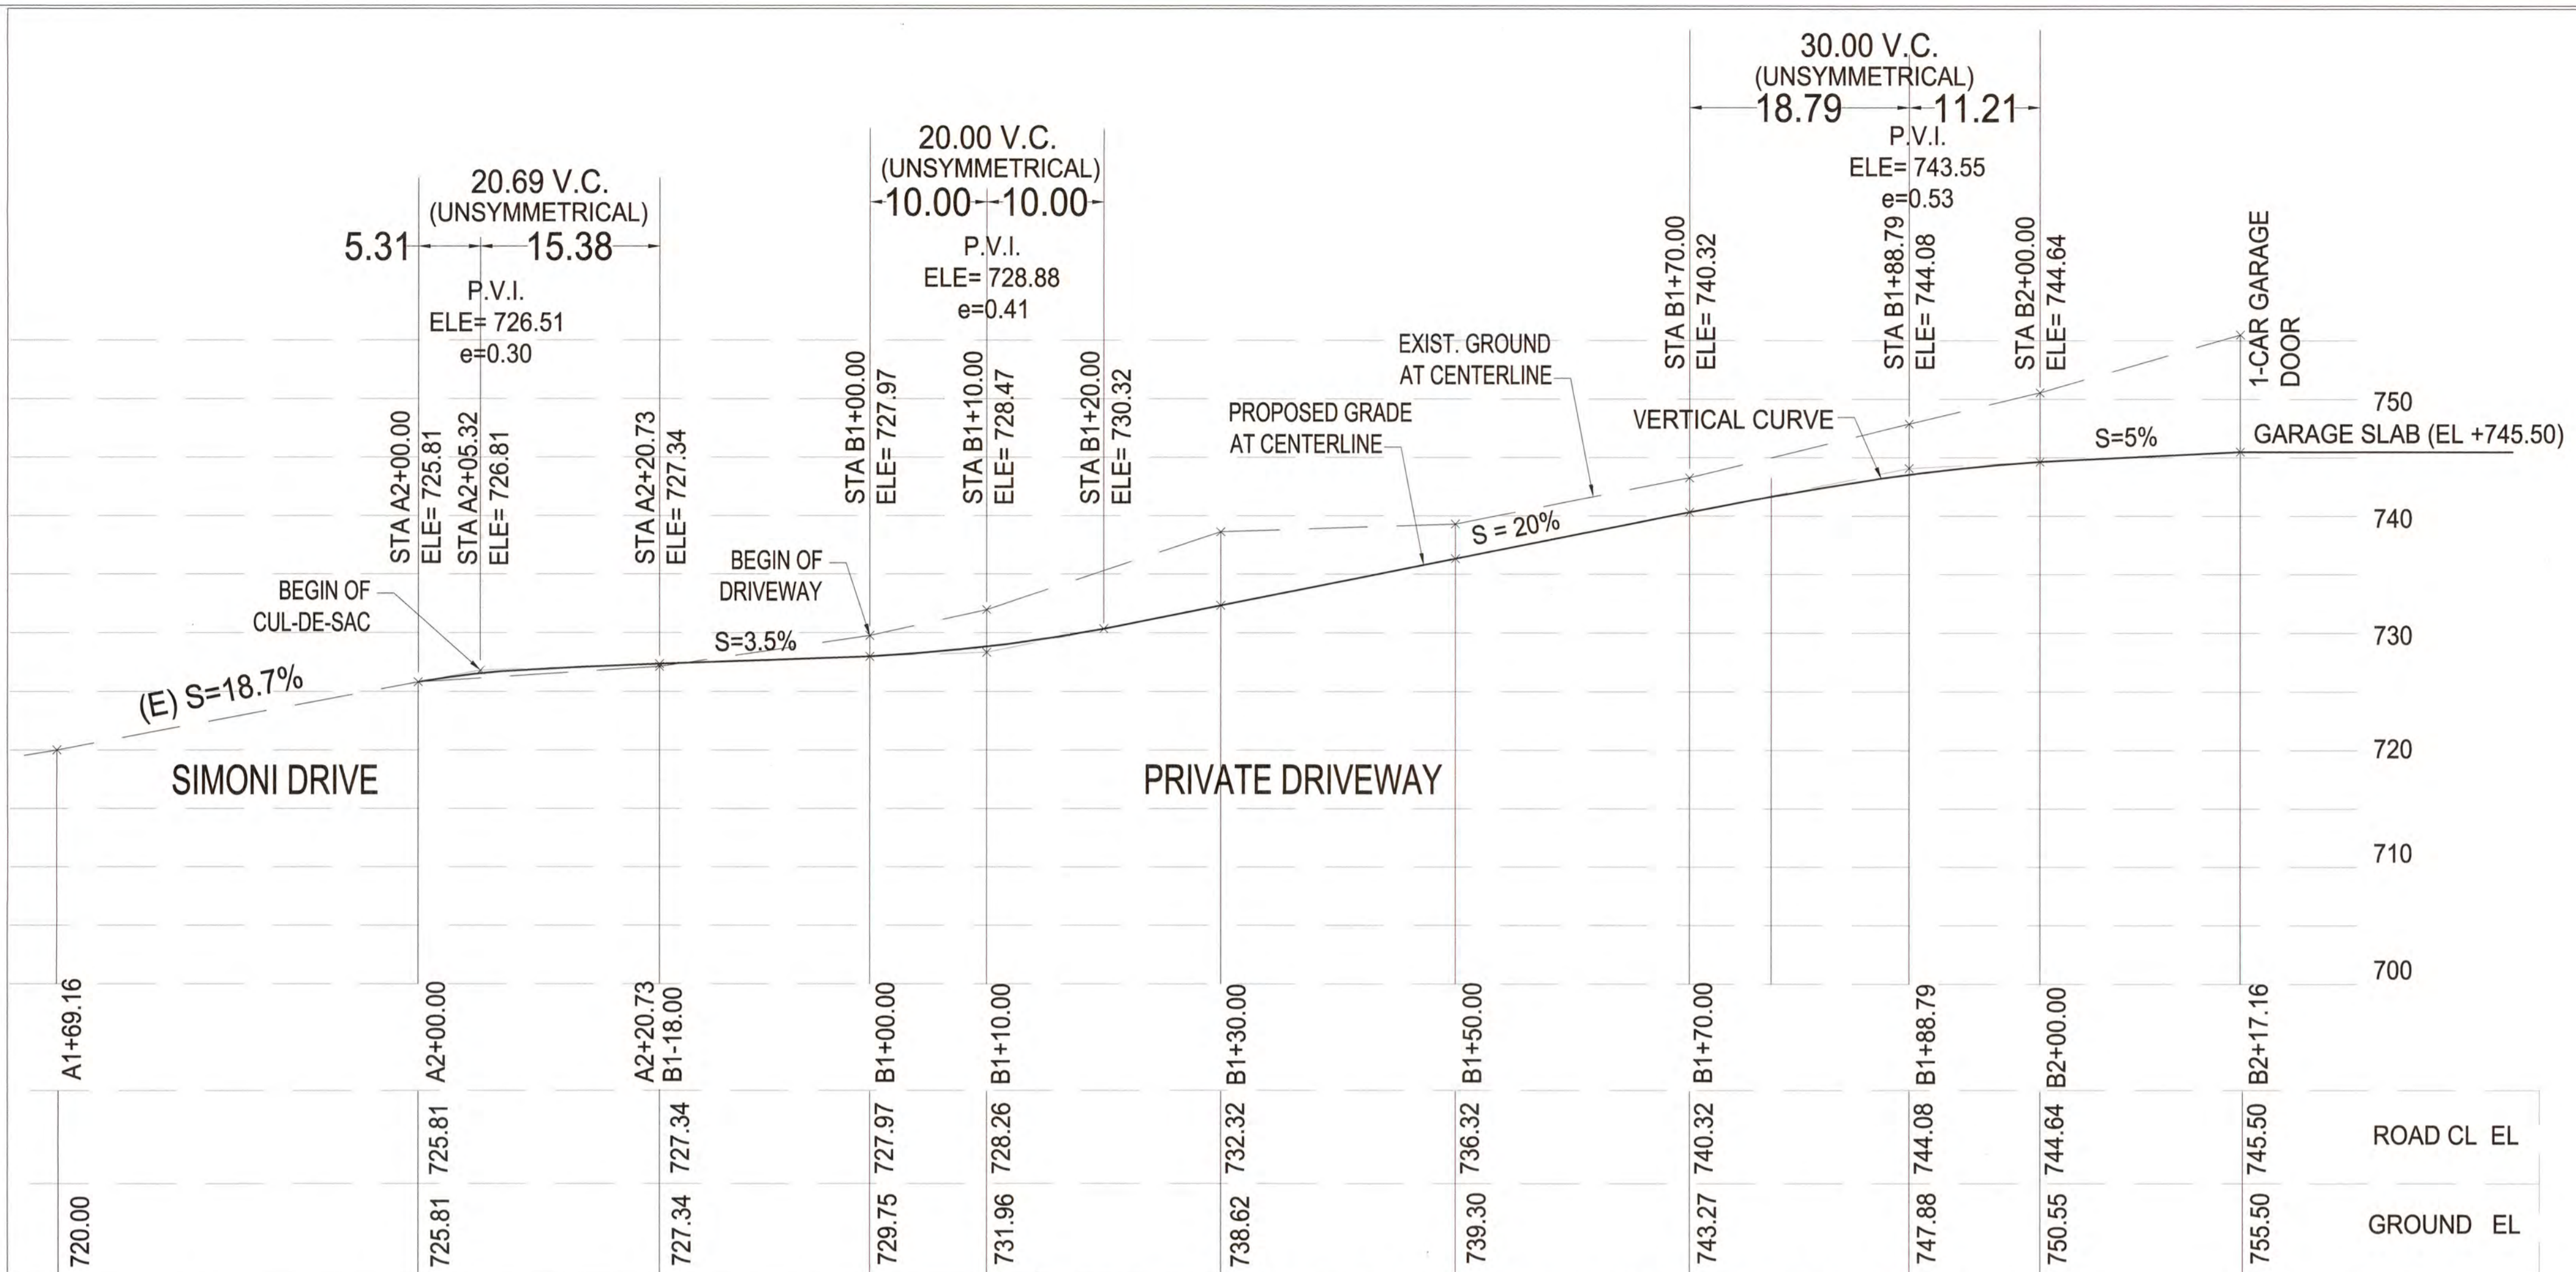 30.00 V.C.
(UNSYMMETRICAL)
18.79
11.21
P.V.I.
ELE= 743.55
e=0.53
20.00 V.C.
(UNSYMMETRICAL)
10.00
10.00
P.V.I.
ELE= 728.88
e=0.41
20.69 V.C.
(UNSYMMETRICAL)
5.31
15.38
P.V.I.
ELE= 726.51
e=0.30
STA A2+00.00
ELE= 725.81
STA A2+05.32
ELE= 726.81
STA A2+20.73
ELE= 727.34
STA B1+00.00
ELE= 727.97
STA B1+10.00
ELE= 728.47
STA B1+20.00
ELE= 730.32
STA B1+70.00
ELE= 740.32
STA B1+88.79
ELE= 744.08
STA B2+00.00
ELE= 744.64
1-CAR GARAGE
DOOR
EXIST. GROUND
AT CENTERLINE
PROPOSED GRADE
AT CENTERLINE
VERTICAL CURVE
S=5%
GARAGE SLAB (EL +745.50)
S = 20%
BEGIN OF
DRIVEWAY
BEGIN OF
CUL-DE-SAC
S=3.5%
(E) S=18.7%
SIMONI DRIVE
PRIVATE DRIVEWAY
750
740
730
720
710
700
A1+69.16
A2+00.00
A2+20.73
B1-18.00
B1+00.00
B1+10.00
B1+30.00
B1+50.00
B1+70.00
B1+88.79
B2+00.00
B2+17.16
725.81
727.34
727.97
728.26
732.32
736.32
740.32
744.08
744.64
745.50
ROAD CL EL
720.00
725.81
727.34
729.75
731.96
738.62
739.30
743.27
747.88
750.55
755.50
GROUND EL